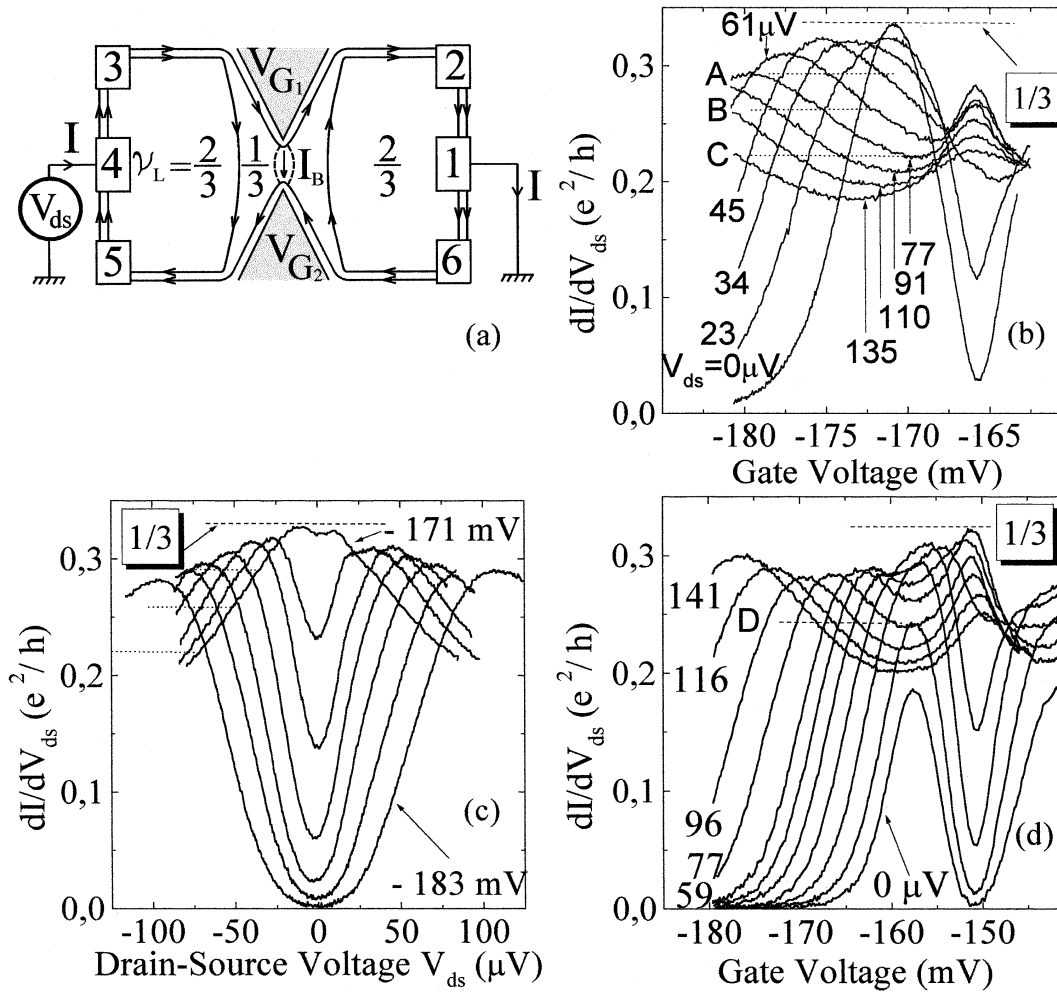 3
V_G1
2
I
4
γ_L = 2/3
1/3
I_B
2/3
1
I
V_ds
5
V_G2
6
(a)
dI/dV_ds (e²/h)
0,3
0,2
0,1
0,0
61μV
A
B
C
45
34
23
V_ds=0μV
77
91
110
135
1/3
(b)
-180
-175
-170
-165
Gate Voltage (mV)
dI/dV_ds (e²/h)
0,3
0,2
0,1
0,0
1/3
- 171 mV
- 183 mV
(c)
-100
-50
0
50
100
Drain-Source Voltage V_ds (μV)
dI/dV_ds (e²/h)
0,3
0,2
0,1
0,0
1/3
141
D
116
96
77
59
0 μV
(d)
-180
-170
-160
-150
Gate Voltage (mV)